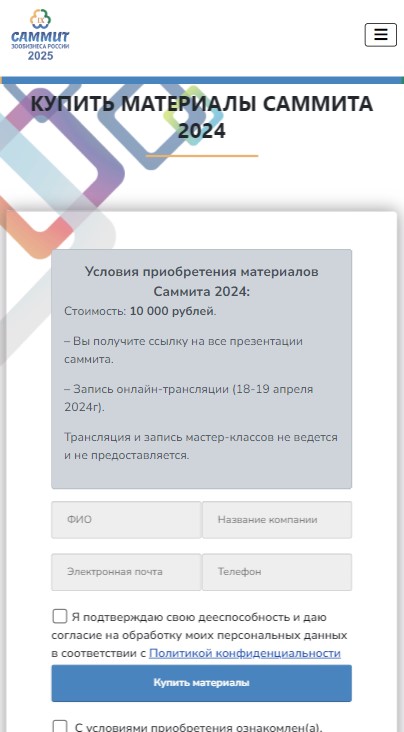 САММИТ
ЗООБИЗНЕСА РОССИИ
2025
КУПИТЬ МАТЕРИАЛЫ САММИТА
2024
Условия приобретения материалов
Саммита 2024:
Стоимость: 10 000 рублей.
– Вы получите ссылку на все презентации
саммита.
– Запись онлайн-трансляции (18-19 апреля
2024г).
Трансляция и запись мастер-классов не ведется
и не предоставляется.
ФИО
Название компании
Электронная почта
Телефон
Я подтверждаю свою дееспособность и даю
согласие на обработку моих персональных данных
в соответствии с Политикой конфиденциальности
Купить материалы
С условиями приобретения ознакомлен(а),